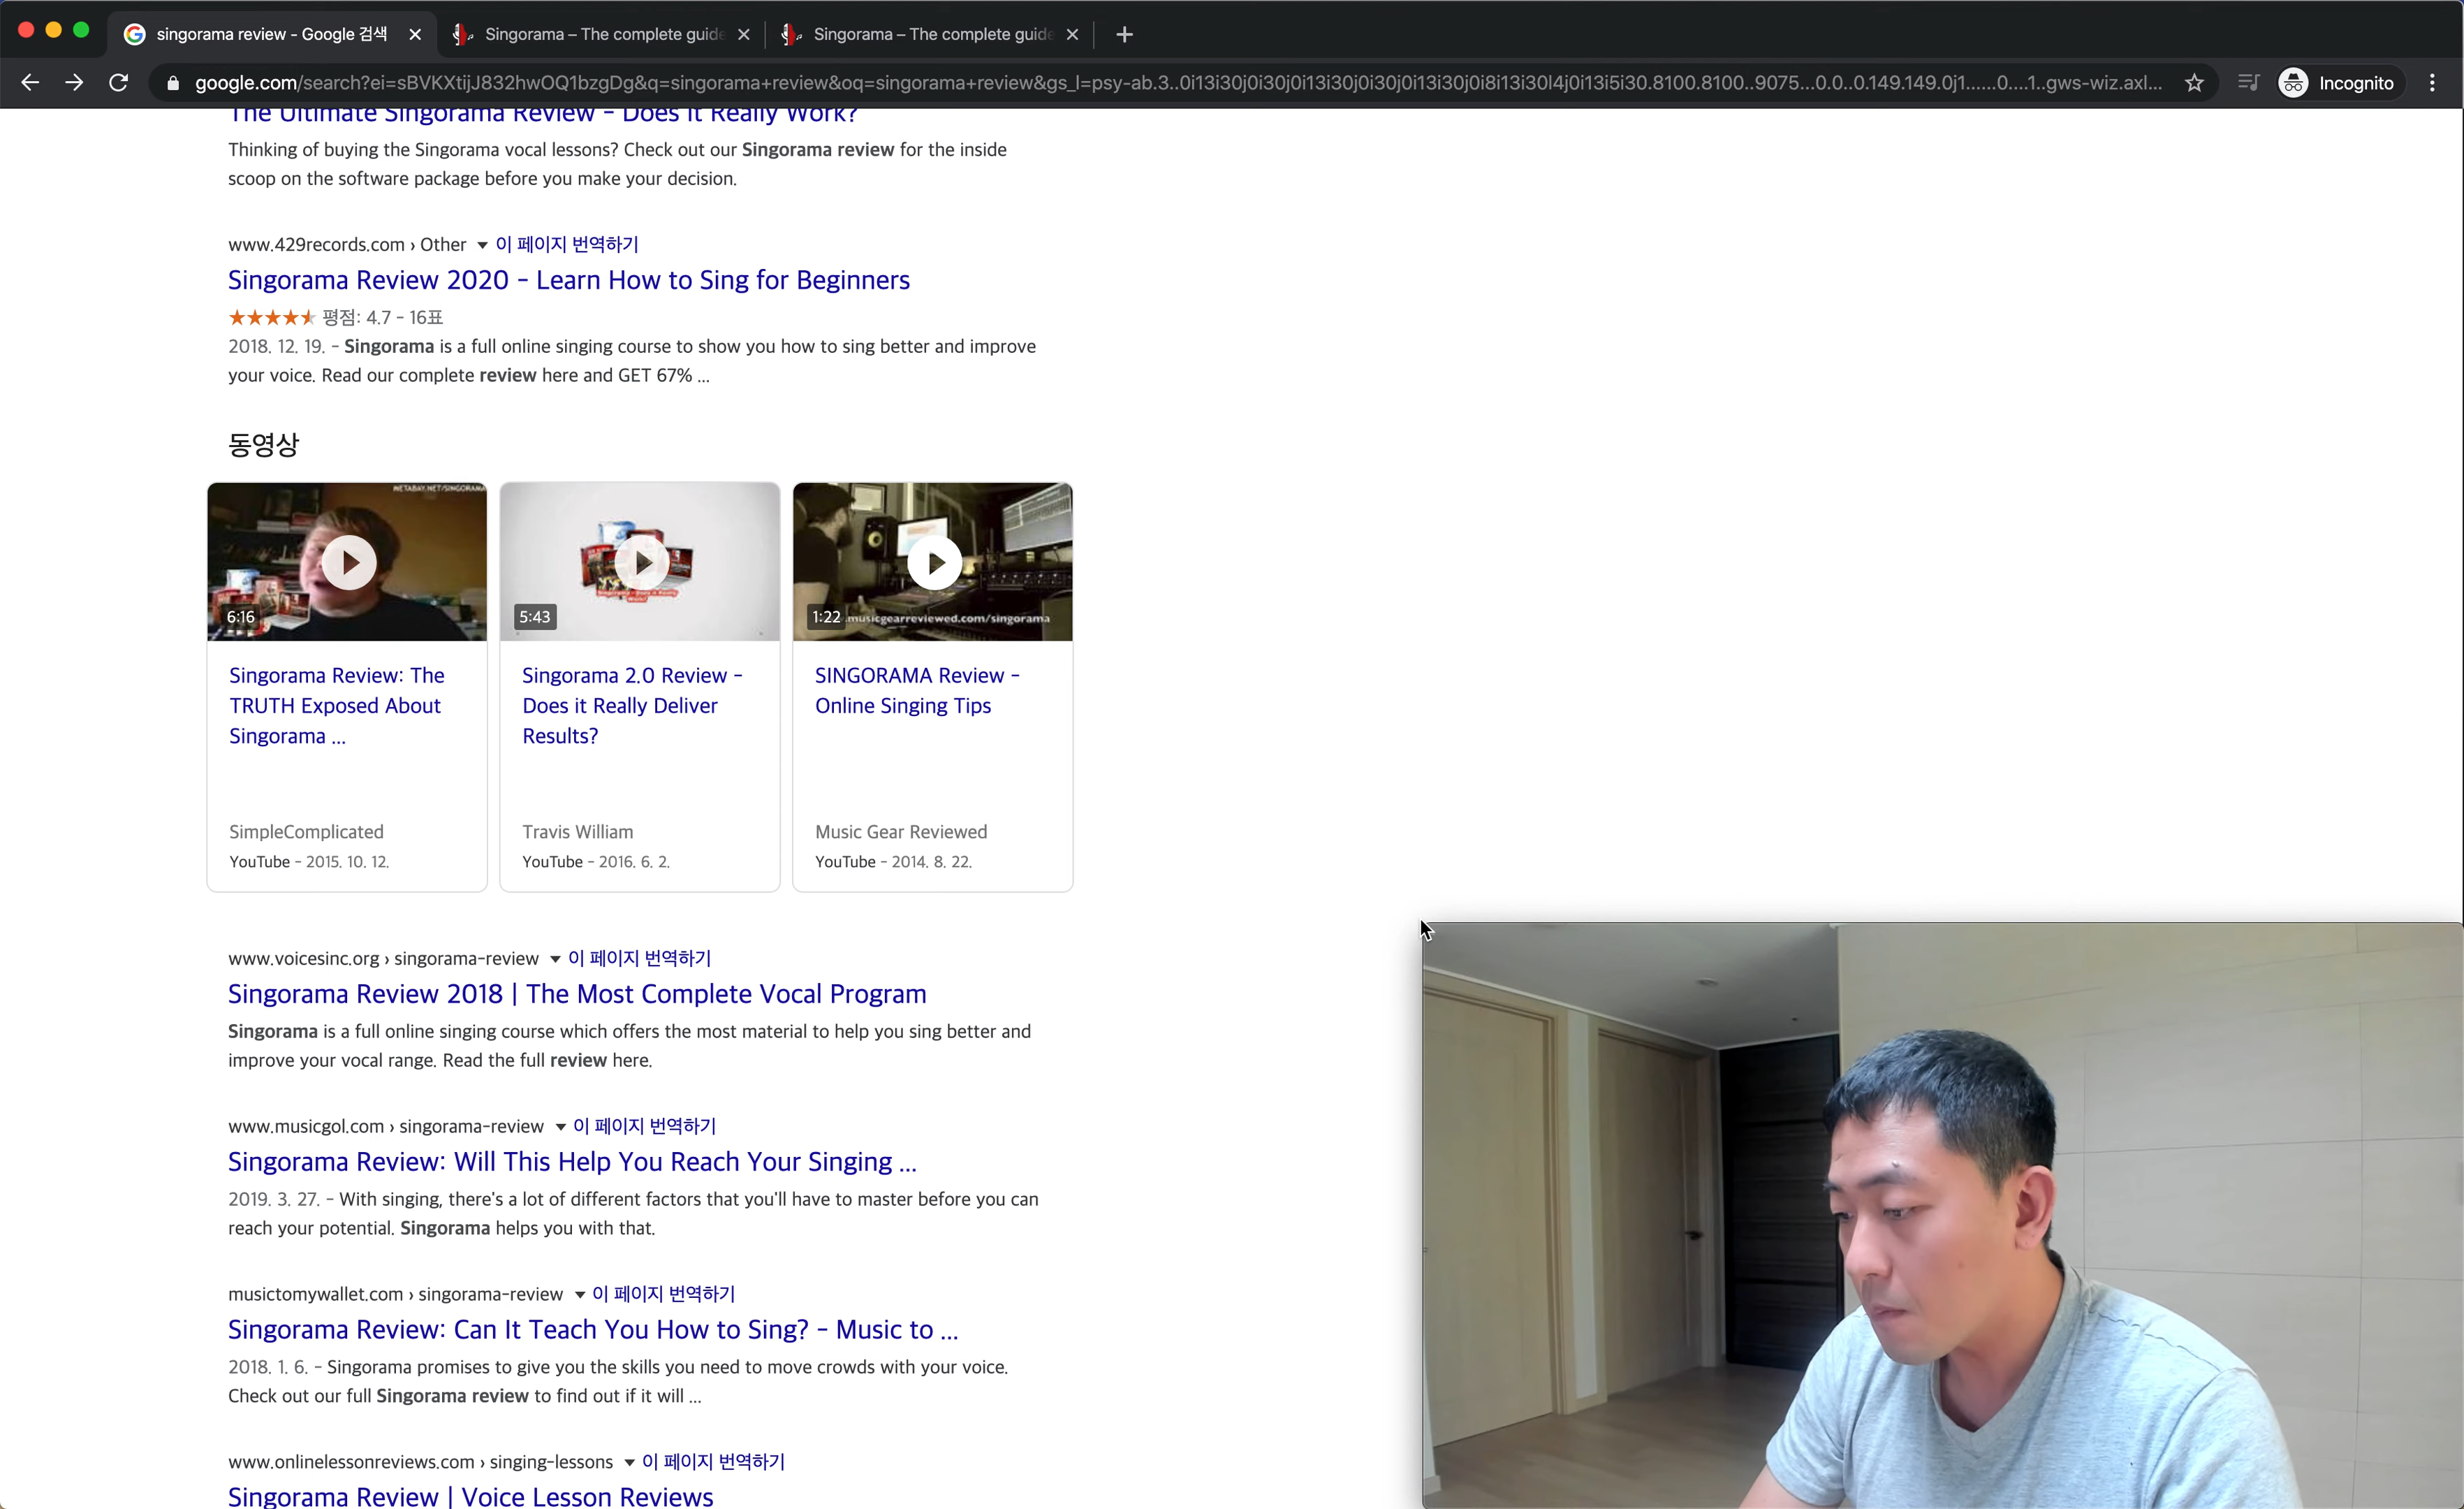 singorama review - Google 검색
Singorama – The complete guide
Singorama – The complete guide
google.com/search?ei=sBVKXtijJ832hwOQ1bzgDg&q=singorama+review&oq=singorama+review&gs_l=psy-ab.3..0i13i30j0i30j0i13i30j0i30j0i13i30j0i8i13i30l4j0i13i5i30.8100.8100..9075...0.0..0.149.149.0j1......0....1..gws-wiz.axl...
Incognito
The Ultimate Singorama Review - Does It Really Work?
Thinking of buying the Singorama vocal lessons? Check out our Singorama review for the inside
scoop on the software package before you make your decision.
www.429records.com › Other ▼ 이 페이지 번역하기
Singorama Review 2020 - Learn How to Sing for Beginners
평점: 4.7 - 16표
2018. 12. 19. - Singorama is a full online singing course to show you how to sing better and improve
your voice. Read our complete review here and GET 67% ...
동영상
METABAY.NET/SINGORAMA
6:16
5:43
1:22
musicgearreviewed.com/singorama
Singorama Review: The
TRUTH Exposed About
Singorama ...
SimpleComplicated
YouTube - 2015. 10. 12.
Singorama 2.0 Review -
Does it Really Deliver
Results?
Travis William
YouTube - 2016. 6. 2.
SINGORAMA Review -
Online Singing Tips
Music Gear Reviewed
YouTube - 2014. 8. 22.
www.voicesinc.org › singorama-review ▼ 이 페이지 번역하기
Singorama Review 2018 | The Most Complete Vocal Program
Singorama is a full online singing course which offers the most material to help you sing better and
improve your vocal range. Read the full review here.
www.musicgol.com › singorama-review ▼ 이 페이지 번역하기
Singorama Review: Will This Help You Reach Your Singing ...
2019. 3. 27. - With singing, there's a lot of different factors that you'll have to master before you can
reach your potential. Singorama helps you with that.
musictomywallet.com › singorama-review ▼ 이 페이지 번역하기
Singorama Review: Can It Teach You How to Sing? - Music to ...
2018. 1. 6. - Singorama promises to give you the skills you need to move crowds with your voice.
Check out our full Singorama review to find out if it will ...
www.onlinelessonreviews.com › singing-lessons ▼ 이 페이지 번역하기
Singorama Review | Voice Lesson Reviews